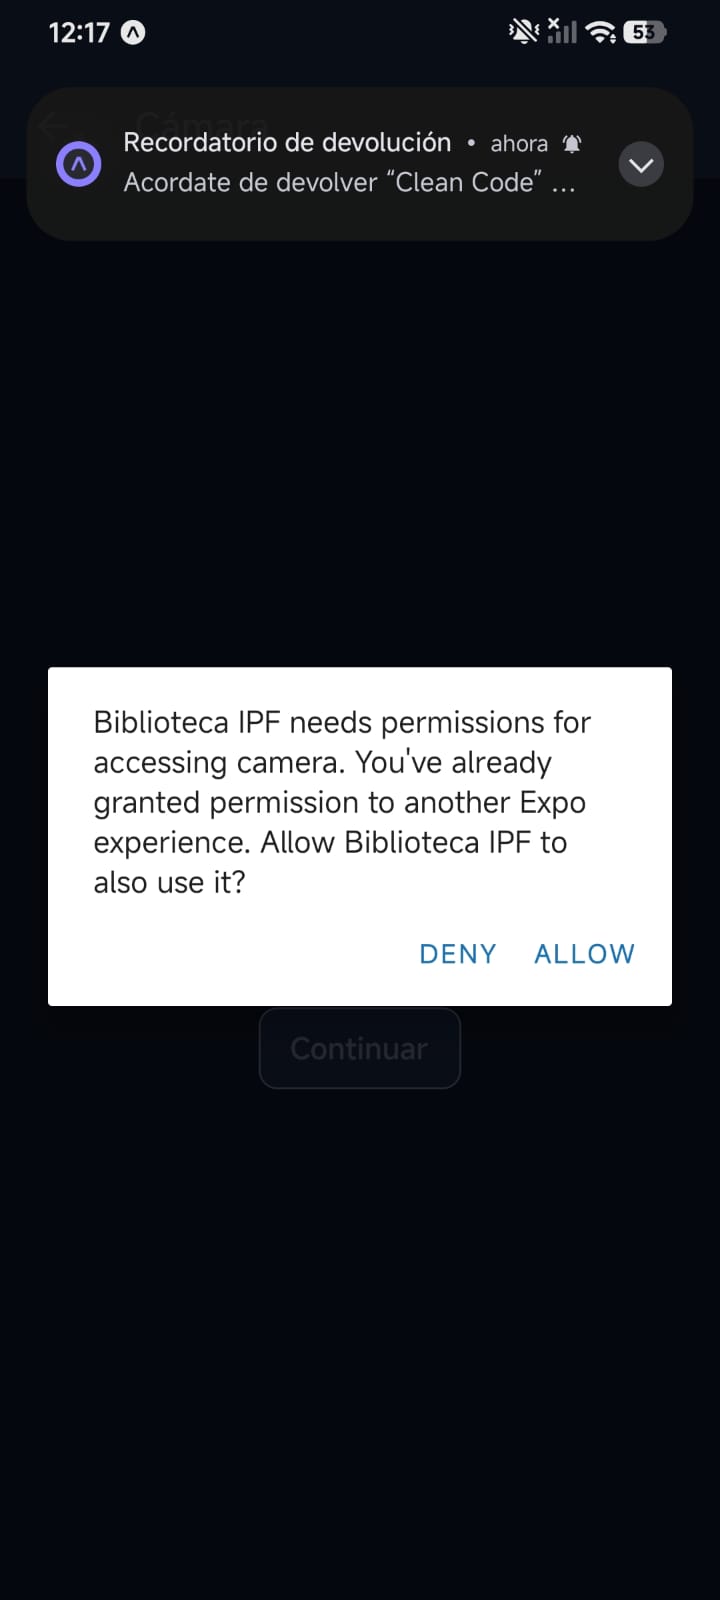 12:17
53
Cámara
Recordatorio de devolución • ahora
Acordate de devolver “Clean Code” ...
Biblioteca IPF needs permissions for
accessing camera. You've already
granted permission to another Expo
experience. Allow Biblioteca IPF to
also use it?
DENY ALLOW
Continuar